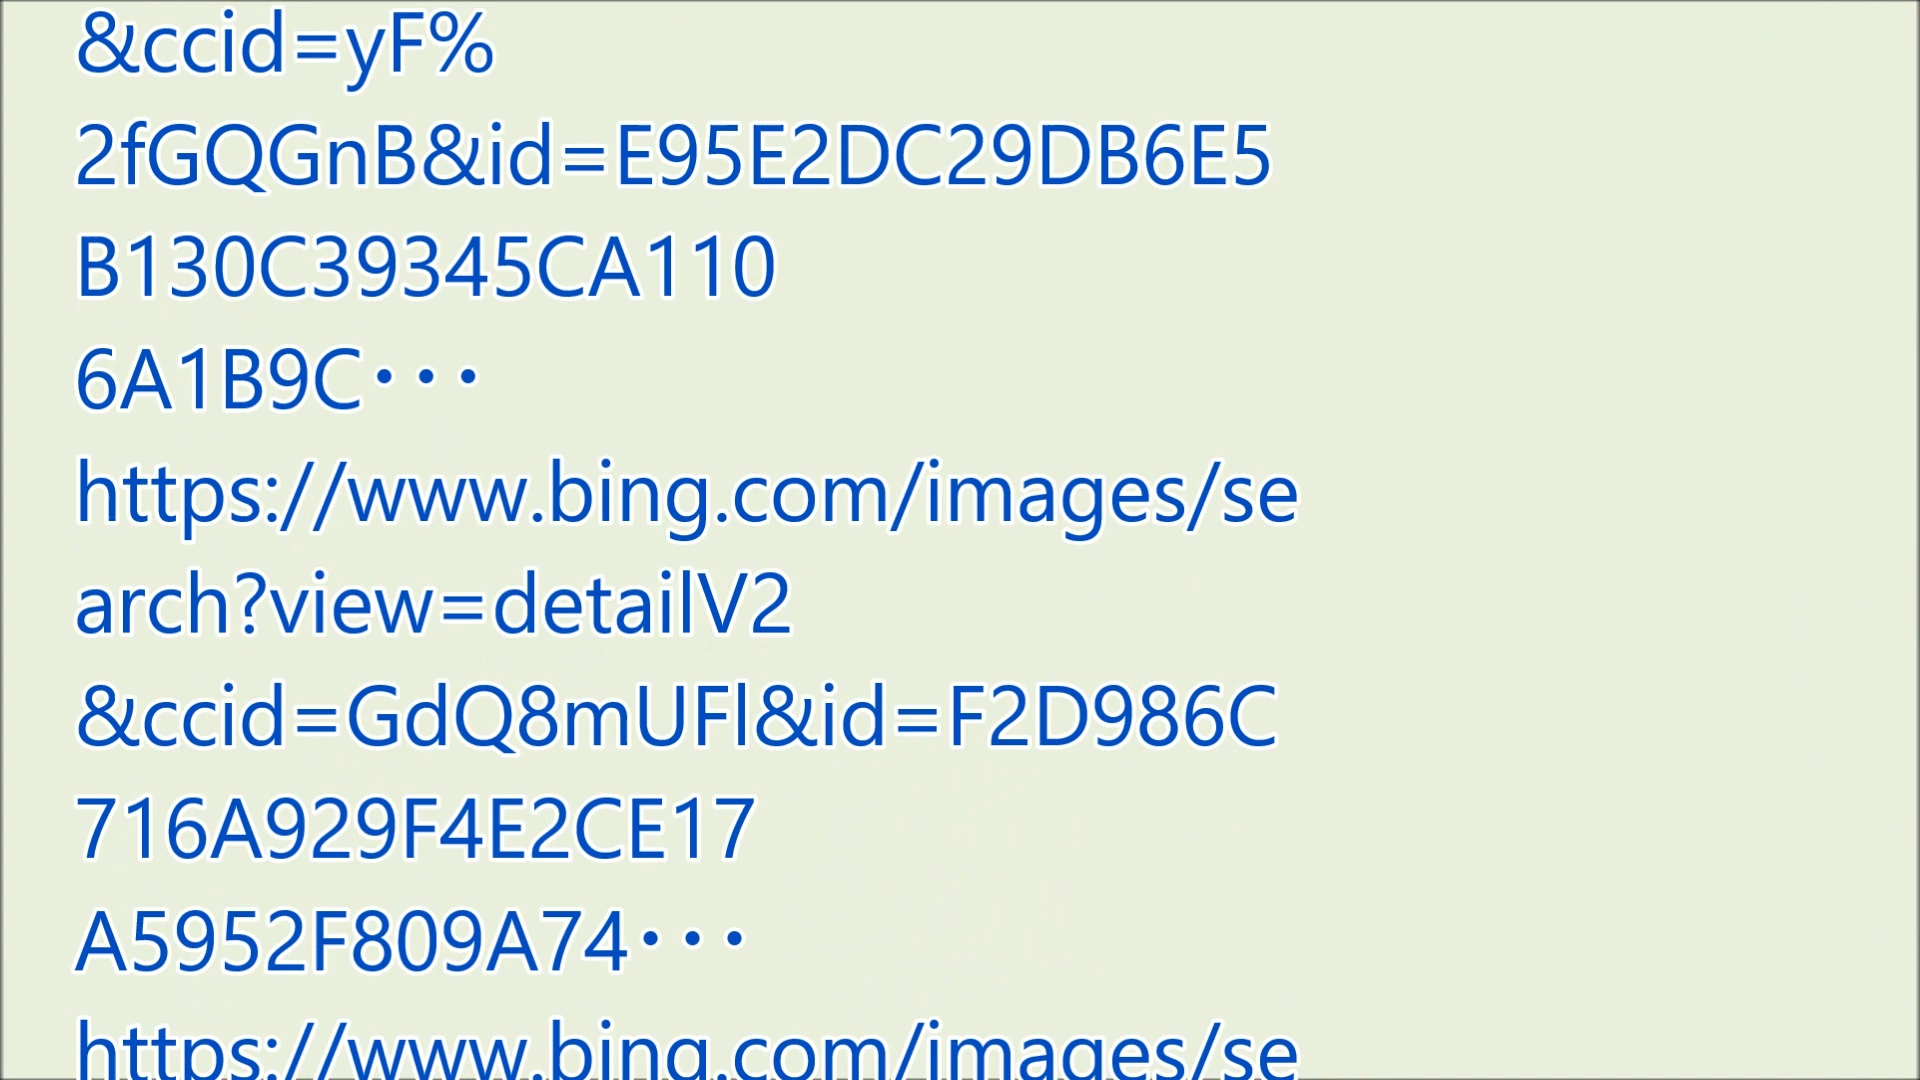 &ccid=yF%
2fGQGnB&id=E95E2DC29DB6E5
B130C39345CA110
6A1B9C・・・
https://www.bing.com/images/se
arch?view=detailV2
&ccid=GdQ8mUFl&id=F2D986C
716A929F4E2CE17
A5952F809A74・・・
https://www.bing.com/images/se